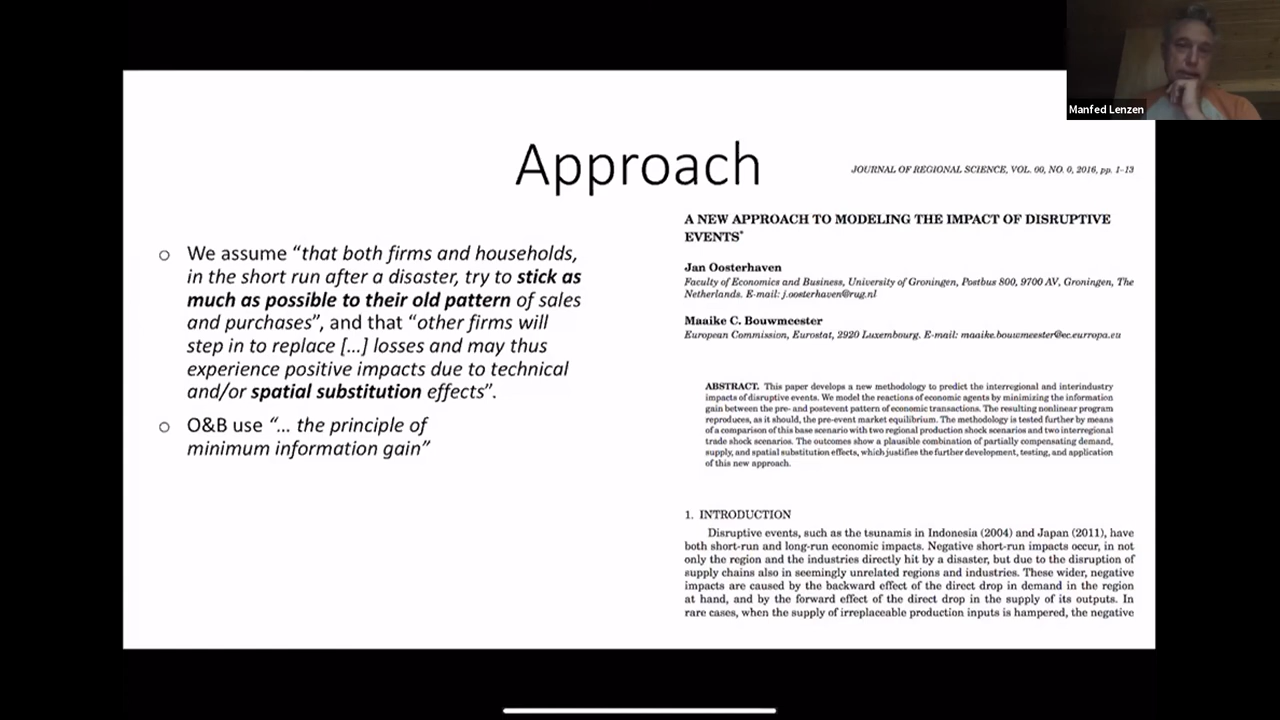 Manfed Lenzen
Approach
JOURNAL OF REGIONAL SCIENCE, VOL. 00, NO. 0, 2016, pp. 1–13
○ We assume “that both firms and households,
in the short run after a disaster, try to stick as
much as possible to their old pattern of sales
and purchases”, and that “other firms will
step in to replace [...] losses and may thus
experience positive impacts due to technical
and/or spatial substitution effects”.
○ O&B use “... the principle of
minimum information gain”
A NEW APPROACH TO MODELING THE IMPACT OF DISRUPTIVE
EVENTS*
Jan Oosterhaven
Faculty of Economics and Business, University of Groningen, Postbus 800, 9700 AV, Groningen, The
Netherlands. E-mail: j.oosterhaven@rug.nl
Maaike C. Bouwmeester
European Commission, Eurostat, 2920 Luxembourg. E-mail: maaike.bouwmeester@ec.eurropa.eu
ABSTRACT. This paper develops a new methodology to predict the interregional and interindustry
impacts of disruptive events. We model the reactions of economic agents by minimizing the information
gain between the pre- and postevent pattern of economic transactions. The resulting nonlinear program
reproduces, as it should, the pre-event market equilibrium. The methodology is tested further by means
of a comparison of this base scenario with two regional production shock scenarios and two interregional
trade shock scenarios. The outcomes show a plausible combination of partially compensating demand,
supply, and spatial substitution effects, which justifies the further development, testing, and application
of this new approach.
1. INTRODUCTION
Disruptive events, such as the tsunamis in Indonesia (2004) and Japan (2011), have
both short-run and long-run economic impacts. Negative short-run impacts occur, in not
only the region and the industries directly hit by a disaster, but due to the disruption of
supply chains also in seemingly unrelated regions and industries. These wider, negative
impacts are caused by the backward effect of the direct drop in demand in the region
at hand, and by the forward effect of the direct drop in the supply of its outputs. In
rare cases, when the supply of irreplaceable production inputs is hampered, the negative